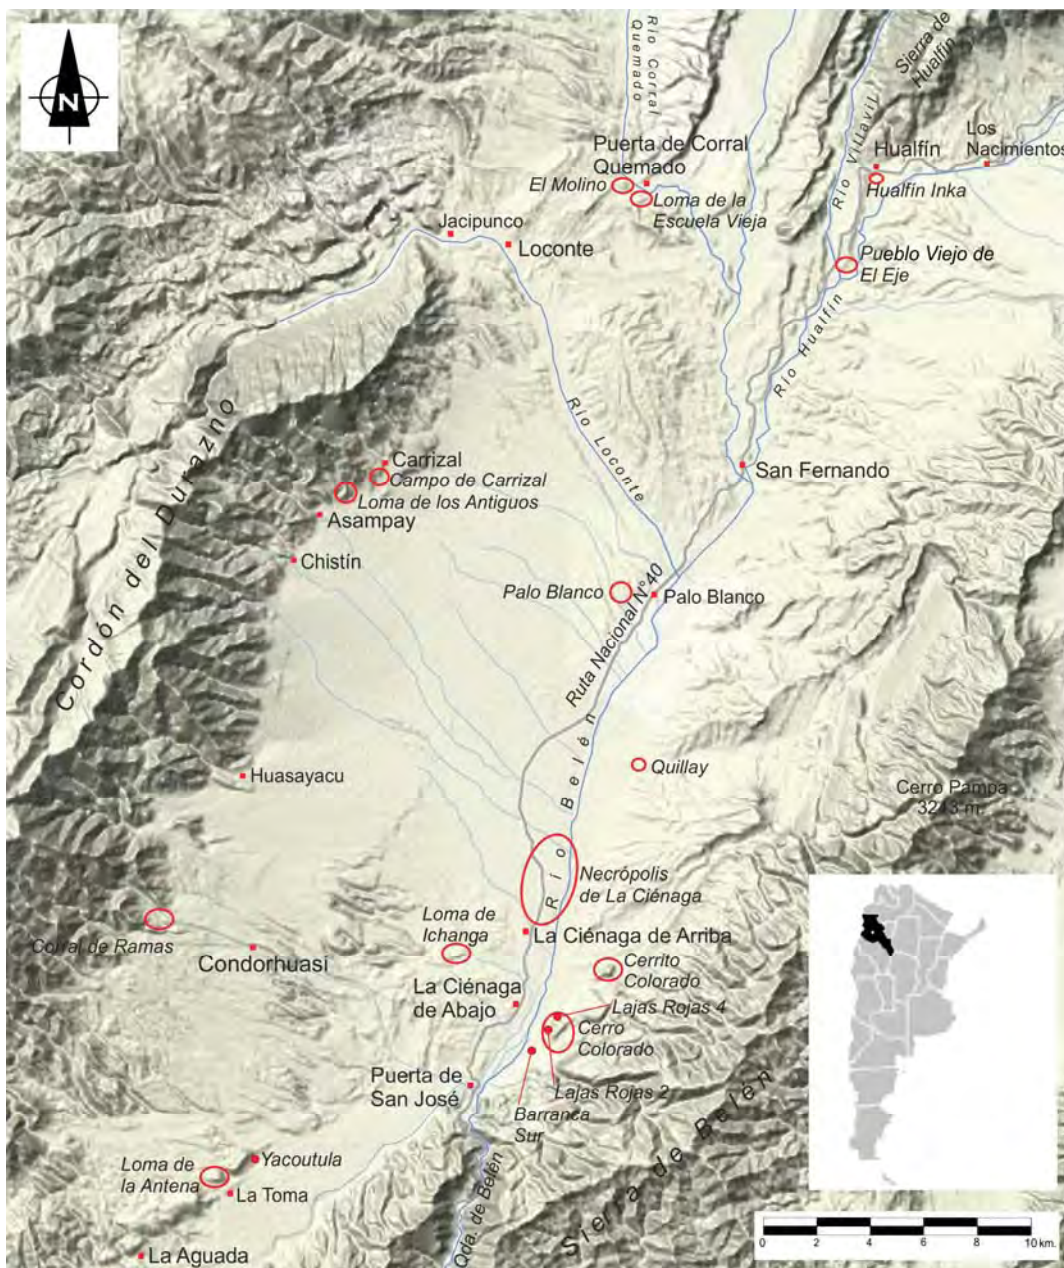 N
Río Corral
Quemado
Sierra de
Hualfín
Río Villavil
Puerta de Corral
Quemado
Hualfín
Los
Nacimientos
El Molino
Hualfín Inka
Loma de la
Escuela Vieja
Jacipunco
Loconte
Pueblo Viejo de
El Eje
Río Hualfín
Cordón del Durazno
Río Loconte
Carrizal
Campo de Carrizal
Loma de los Antiguos
Asampay
San Fernando
Chistín
Palo Blanco
Palo Blanco
Ruta Nacional N°40
Río Belén
Huasayacu
Quillay
Cerro Pampa
3243 m.
Necrópolis
de La Ciénaga
Corral de Ramas
Loma de
Ichanga
La Ciénaga de Arriba
Condorhuasi
Cerrito
Colorado
La Ciénaga
de Abajo
Lajas Rojas 4
Cerro
Colorado
Puerta de
San José
Lajas Rojas 2
Barranca
Sur
Sierra de Belén
Qda. de Belén
Loma de
la Antena
Yacoutula
La Toma
La Aguada
0 2 4 6 8 10 km.